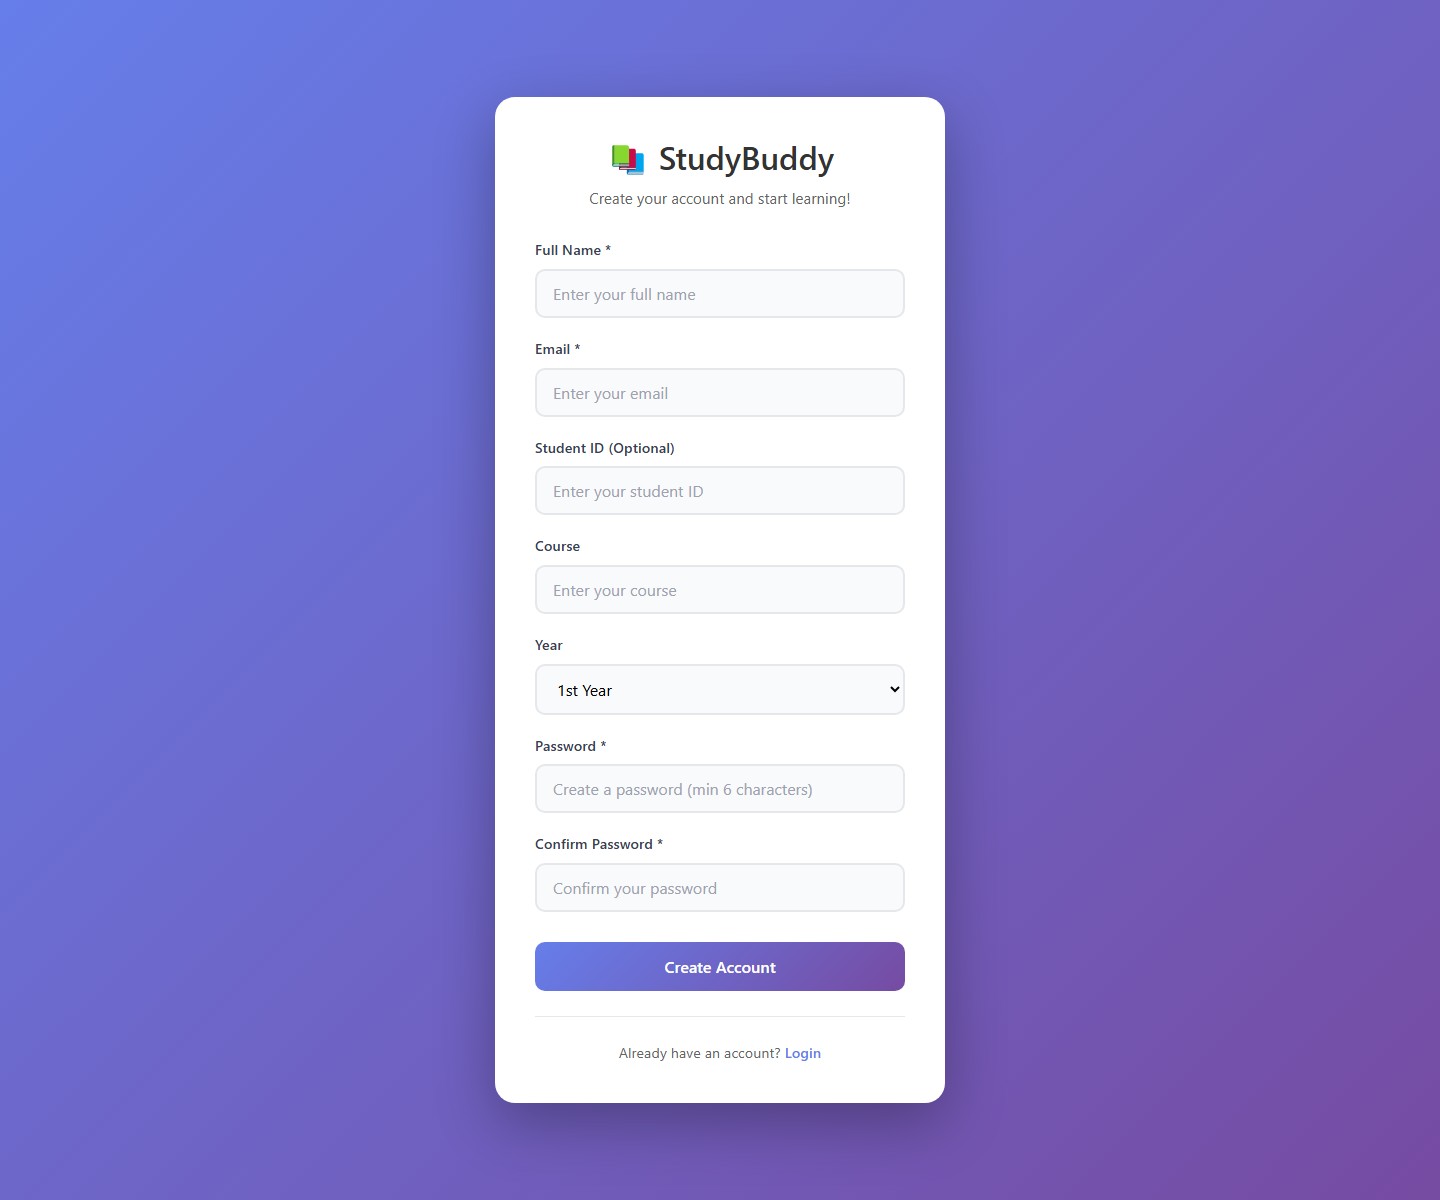 StudyBuddy
Create your account and start learning!
Full Name *
Enter your full name
Email *
Enter your email
Student ID (Optional)
Enter your student ID
Course
Enter your course
Year
1st Year
Password *
Create a password (min 6 characters)
Confirm Password *
Confirm your password
Create Account
Already have an account? Login